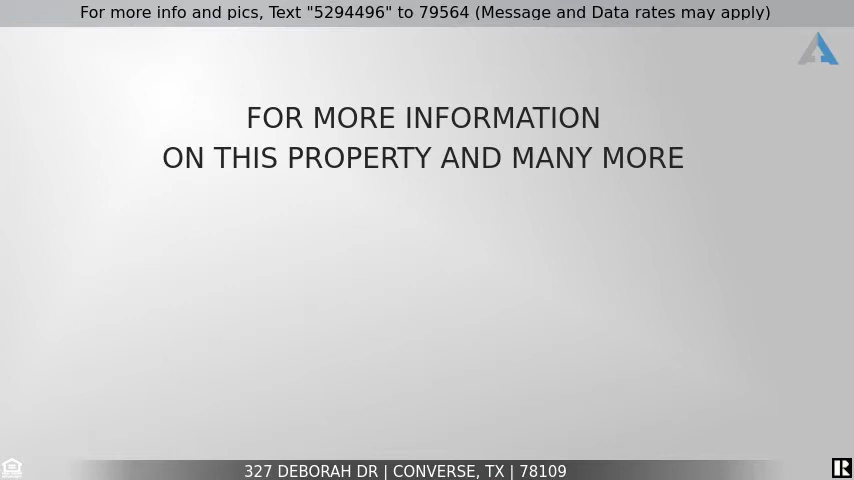 For more info and pics, Text "5294496" to 79564 (Message and Data rates may apply)
FOR MORE INFORMATION
ON THIS PROPERTY AND MANY MORE
327 DEBORAH DR | CONVERSE, TX | 78109